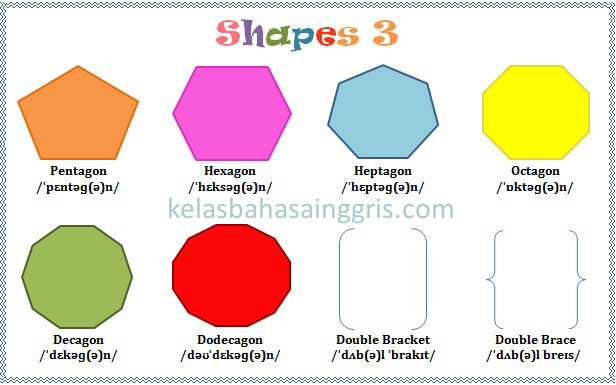 Shapes 3
Pentagon Hexagon Heptagon Octagon
/ˈpɛntəg(ə)n/ /ˈhɛksəg(ə)n/ /ˈhɛptəg(ə)n/ /ˈɒktəg(ə)n/
kelasbahasainggris.com
Decagon Dodecagon Double Bracket Double Brace
/ˈdɛkəg(ə)n/ /dəʊˈdɛkəg(ə)n/ /ˈdʌb(ə)l ˈbrakɪt/ /ˈdʌb(ə)l breɪs/